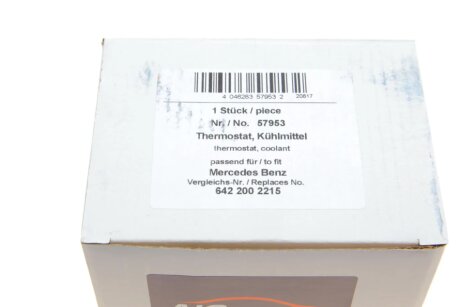 4 046263 57953 2 20617
1 Stück / piece
Nr. / No. 57953
Thermostat, Kühlmittel
thermostat, coolant
passend für / to fit
Mercedes Benz
Vergleichs-Nr. / Replaces No.
642 200 2215